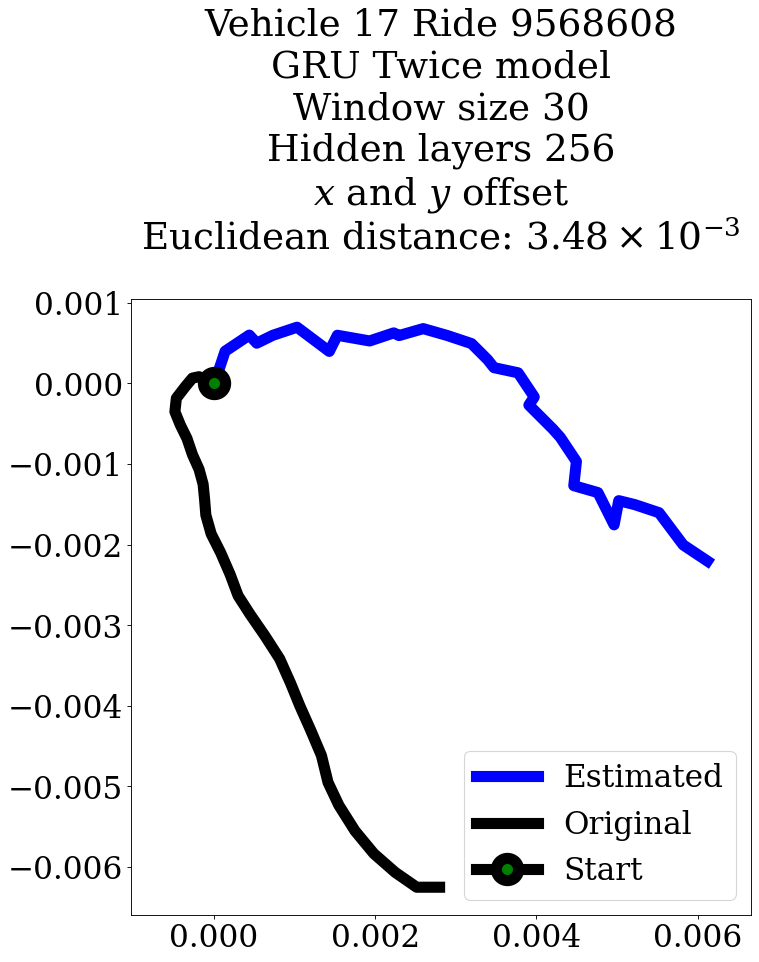 Vehicle 17 Ride 9568608
GRU Twice model
Window size 30
Hidden layers 256
x and y offset
Euclidean distance: 3.48 × 10⁻³
0.001
0.000
−0.001
−0.002
−0.003
−0.004
−0.005
−0.006
Estimated
Original
Start
0.000 0.002 0.004 0.006